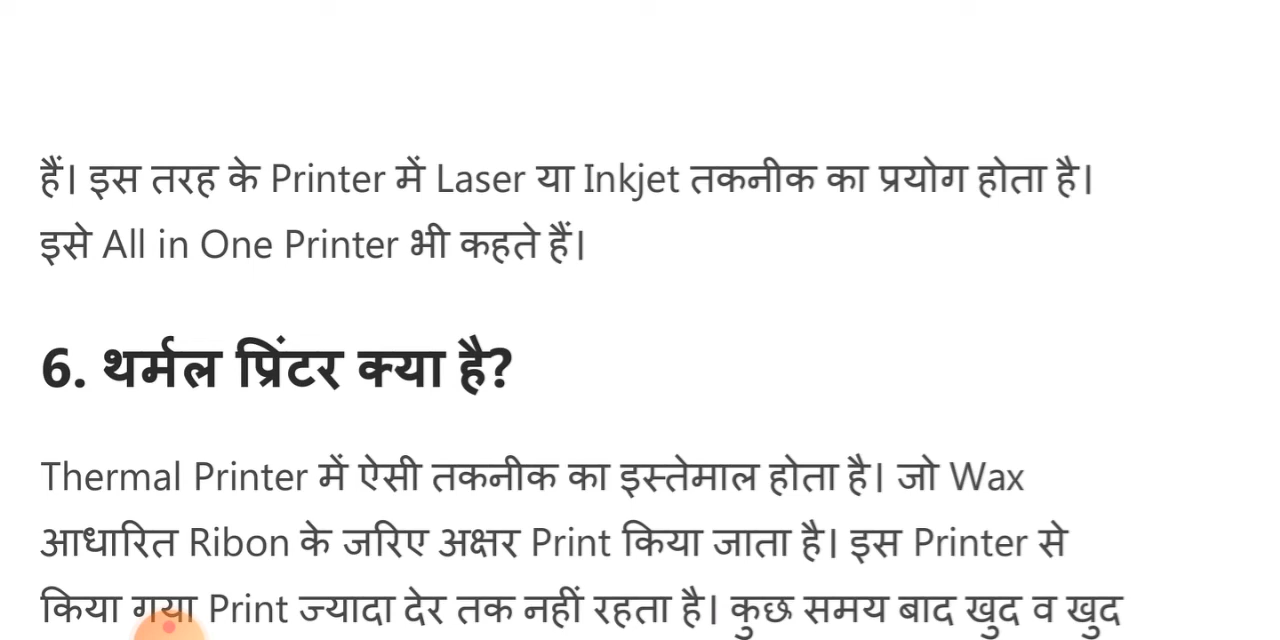 हैं। इस तरह के Printer में Laser या Inkjet तकनीक का प्रयोग होता है।
इसे All in One Printer भी कहते हैं।
6. थर्मल प्रिंटर क्या है?
Thermal Printer में ऐसी तकनीक का इस्तेमाल होता है। जो Wax
आधारित Ribon के जरिए अक्षर Print किया जाता है। इस Printer से
किया गया Print ज्यादा देर तक नहीं रहता है। कुछ समय बाद खुद व खुद